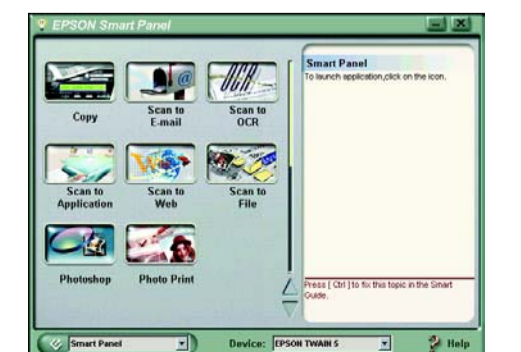 EPSON Smart Panel
Copy
Scan to
E-mail
Scan to
OCR
Scan to
Application
Scan to
Web
Scan to
File
Photoshop
Photo Print
Smart Panel
To launch application,click on the icon.
Press [ Ctrl ] to fix this topic in the Smart
Guide.
Smart Panel
Device: EPSON TWAIN 5
Help